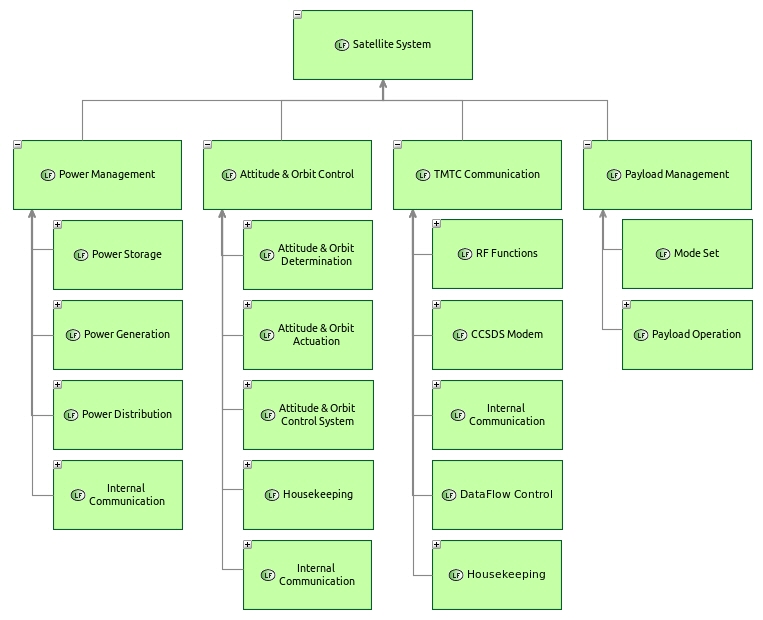 LF Satellite System
LF Power Management
LF Attitude & Orbit Control
LF TMTC Communication
LF Payload Management
LF Power Storage
LF Power Generation
LF Power Distribution
LF Internal
Communication
LF Attitude & Orbit
Determination
LF Attitude & Orbit
Actuation
LF Attitude & Orbit
Control System
LF Housekeeping
LF Internal
Communication
LF RF Functions
LF CCSDS Modem
LF Internal
Communication
LF DataFlow Control
LF Housekeeping
LF Mode Set
LF Payload Operation